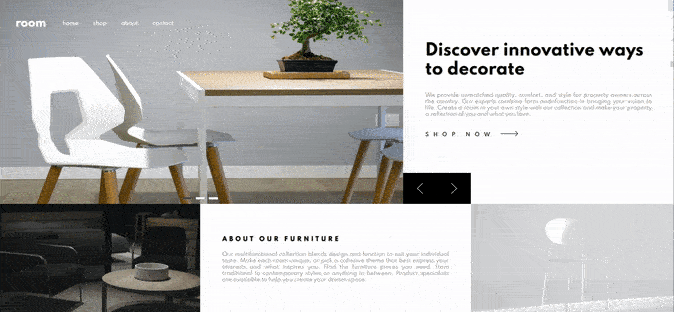 room
home shop about contact
Discover innovative ways
to decorate
We provide unmatched quality, comfort, and style for property owners across
the country. Our experts combine form and function in bringing your vision to
life. Create a room in your own style with our collection and make your property
a reflection of you and what you love.
SHOP NOW
ABOUT OUR FURNITURE
Our multifunctional collection blends design and function to suit your individual
taste. Make each room unique, or pick a cohesive theme that best express your
interests and what inspires you. Find the furniture pieces you need, from
traditional to contemporary styles or anything in between. Product specialists
are available to help you create your dream space.